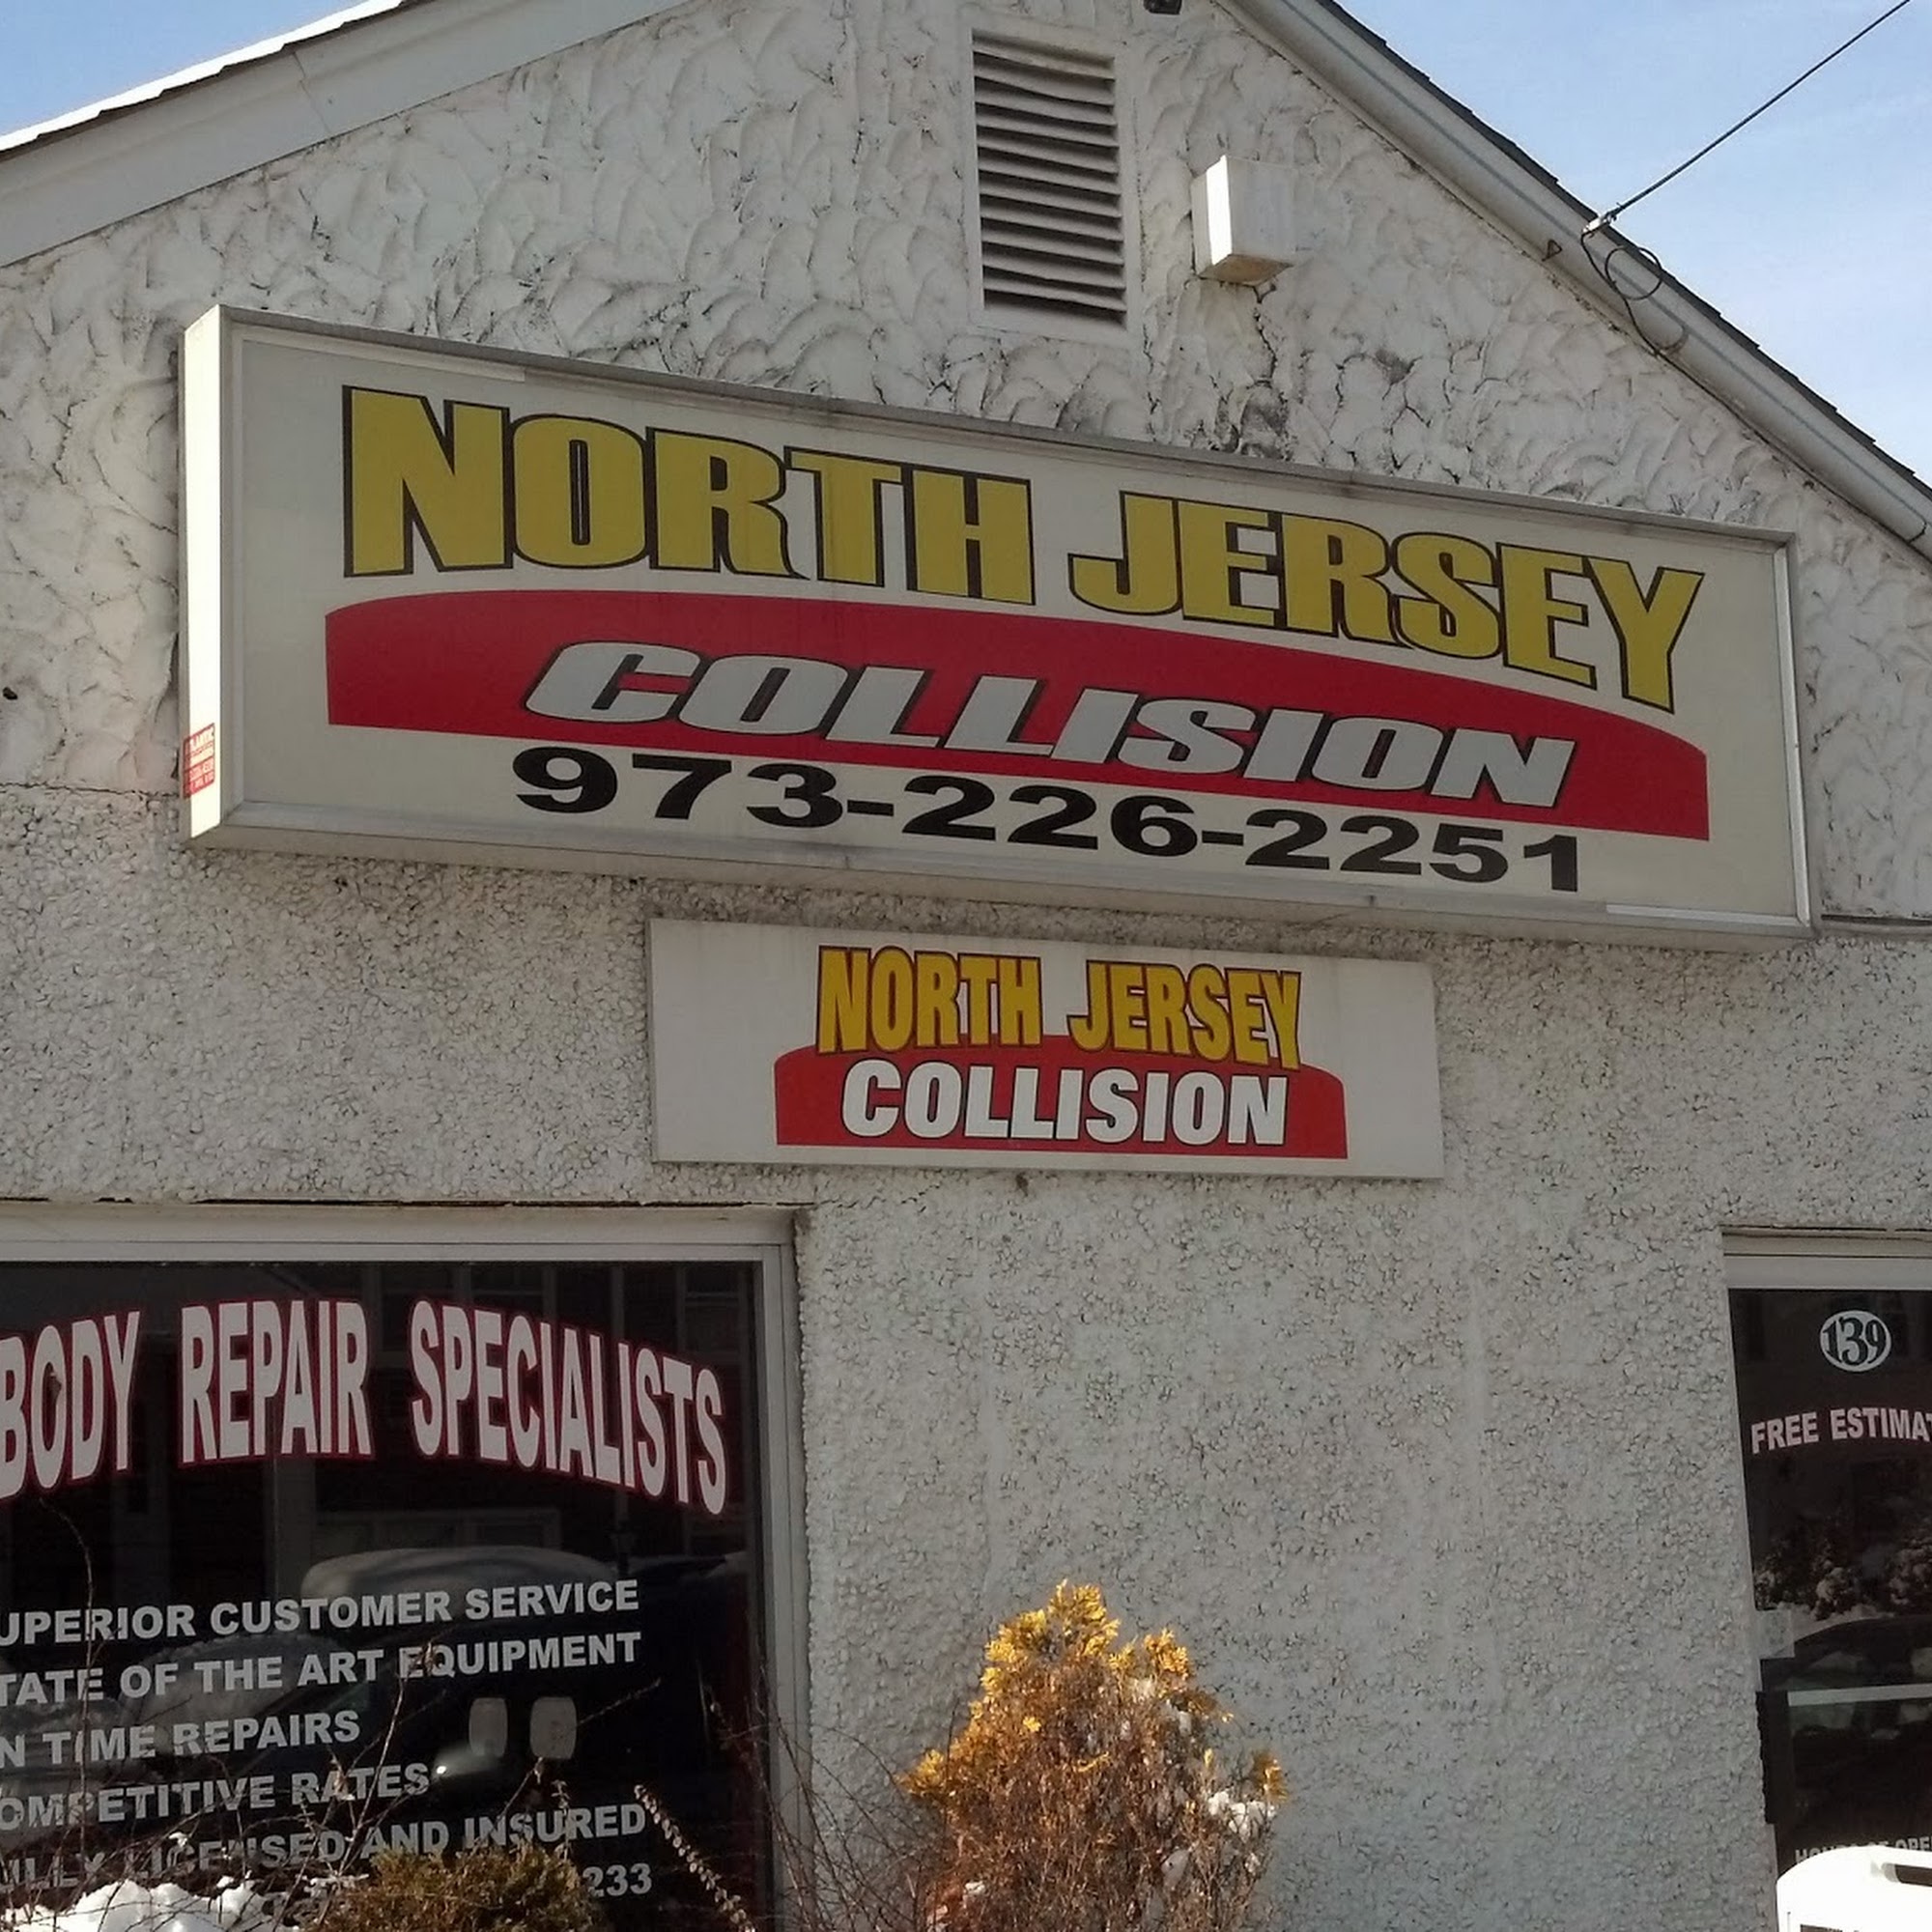 NORTH JERSEY
COLLISION
973-226-2251
NORTH JERSEY
COLLISION
BODY REPAIR SPECIALISTS
UPERIOR CUSTOMER SERVICE
TATE OF THE ART EQUIPMENT
N TIME REPAIRS
OMPETITIVE RATES
ULLY LICENSED AND INSURED
233
139
FREE ESTIMAT